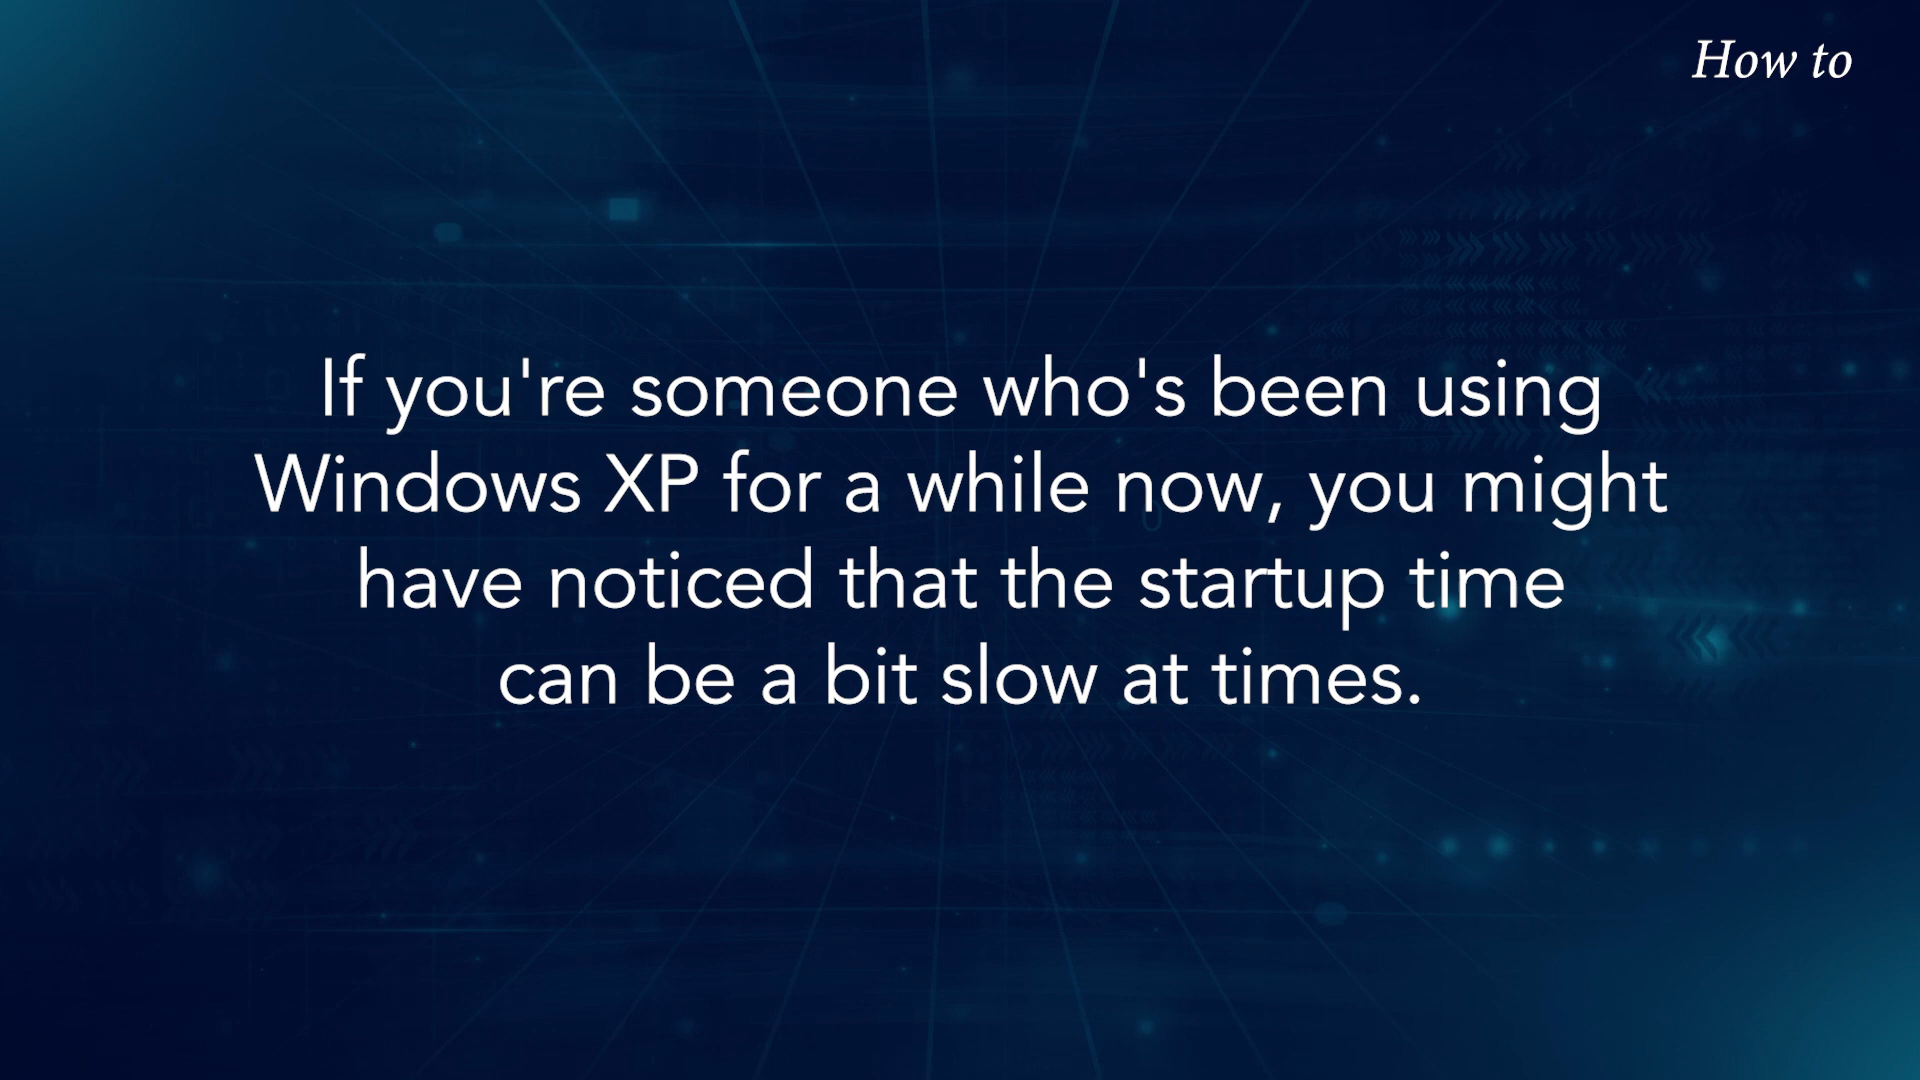 How to
If you're someone who's been using
Windows XP for a while now, you might
have noticed that the startup time
can be a bit slow at times.